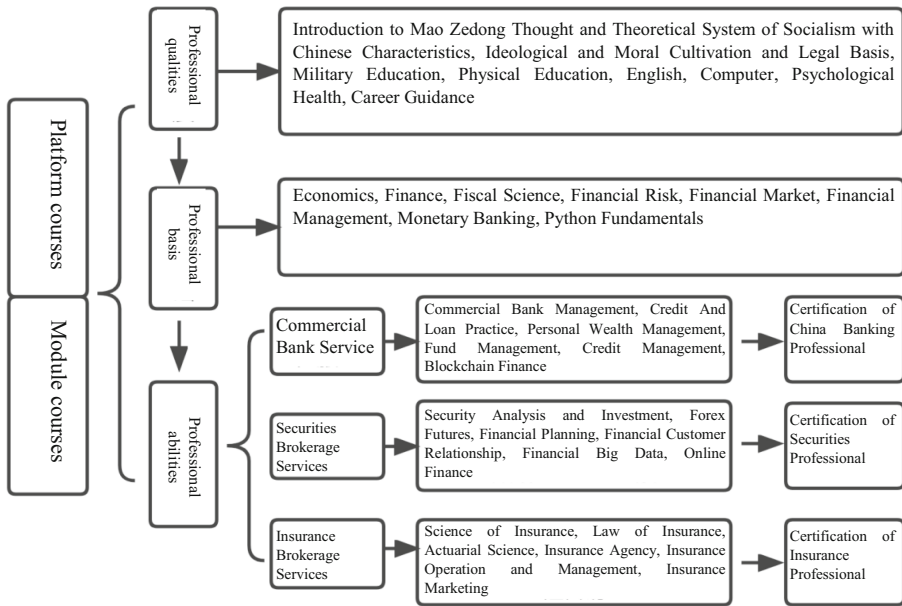 Platform courses
Module courses
Professional
qualities
Introduction to Mao Zedong Thought and Theoretical System of Socialism with
Chinese Characteristics, Ideological and Moral Cultivation and Legal Basis,
Military Education, Physical Education, English, Computer, Psychological
Health, Career Guidance
Professional
basis
Economics, Finance, Fiscal Science, Financial Risk, Financial Market, Financial
Management, Monetary Banking, Python Fundamentals
Professional
abilities
Commercial
Bank Service
Commercial Bank Management, Credit And
Loan Practice, Personal Wealth Management,
Fund Management, Credit Management,
Blockchain Finance
Certification of
China Banking
Professional
Securities
Brokerage
Services
Security Analysis and Investment, Forex
Futures, Financial Planning, Financial Customer
Relationship, Financial Big Data, Online
Finance
Certification of
Securities
Professional
Insurance
Brokerage
Services
Science of Insurance, Law of Insurance,
Actuarial Science, Insurance Agency, Insurance
Operation and Management, Insurance
Marketing
Certification of
Insurance
Professional